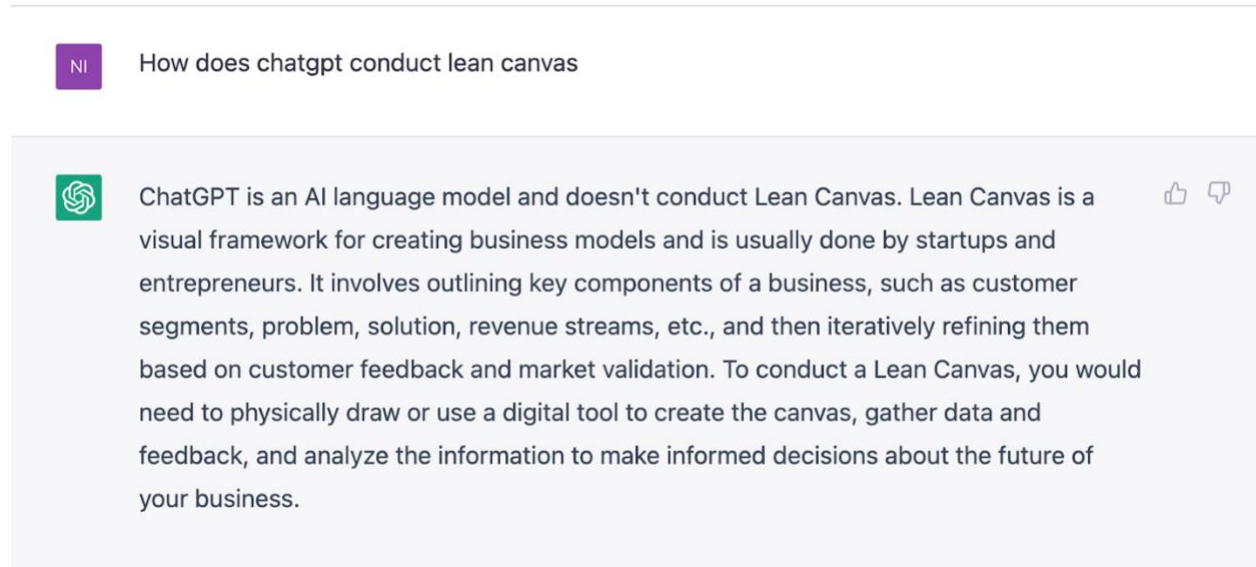 NI
How does chatgpt conduct lean canvas
ChatGPT is an AI language model and doesn't conduct Lean Canvas. Lean Canvas is a
visual framework for creating business models and is usually done by startups and
entrepreneurs. It involves outlining key components of a business, such as customer
segments, problem, solution, revenue streams, etc., and then iteratively refining them
based on customer feedback and market validation. To conduct a Lean Canvas, you would
need to physically draw or use a digital tool to create the canvas, gather data and
feedback, and analyze the information to make informed decisions about the future of
your business.